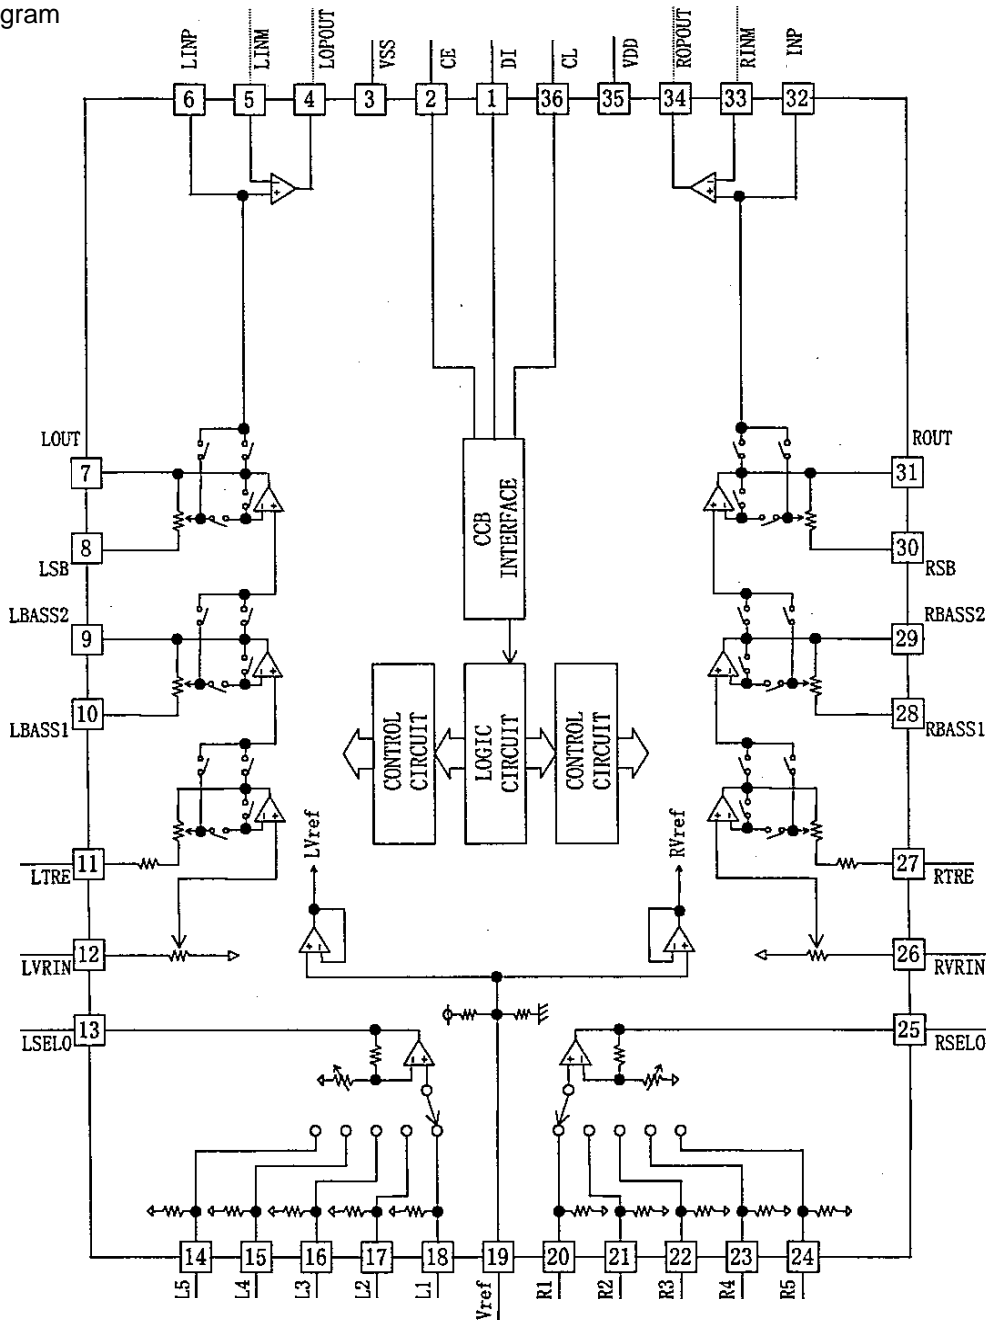 gram
LINP LINM LOPOUT VSS CE DI CL VDD ROPOUT RINM INP
6 5 4 3 2 1 36 35 34 33 32
LOUT ROUT
7 31
8 30
LSB RSB
CCB INTERFACE
LBASS2 RBASS2
9 29
10 28
LBASS1 RBASS1
CONTROL CIRCUIT
LOGIC CIRCUIT
CONTROL CIRCUIT
LVref RVref
11 27
LTRE RTRE
12 26
LVRIN RVRIN
13 25
LSELO RSELO
14 15 16 17 18 19 20 21 22 23 24
L5 L4 L3 L2 L1 Vref R1 R2 R3 R4 R5